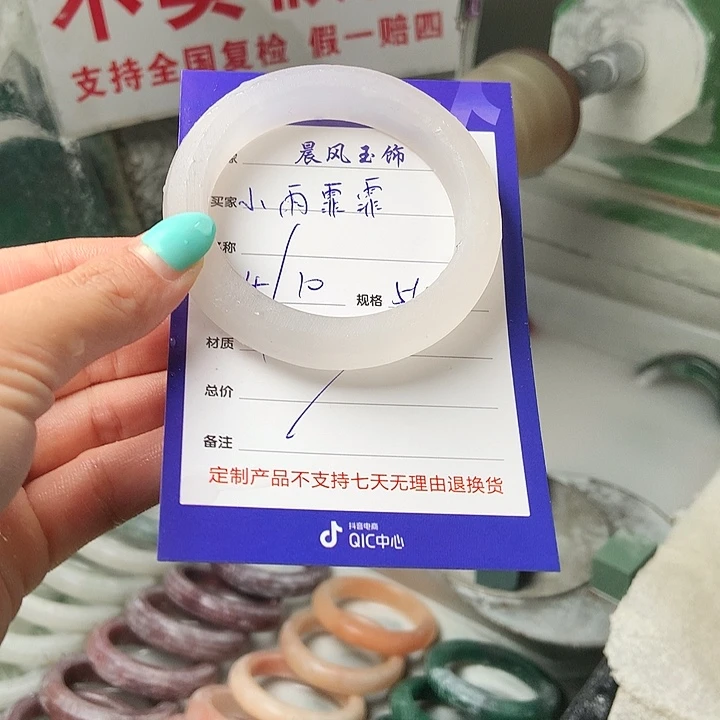 支持全国复检 假一赔四
晨风玉饰
买家 小雨霏霏
称
规格
材质
总价
备注
定制产品不支持七天无理由退换货
抖音电商
QIC中心